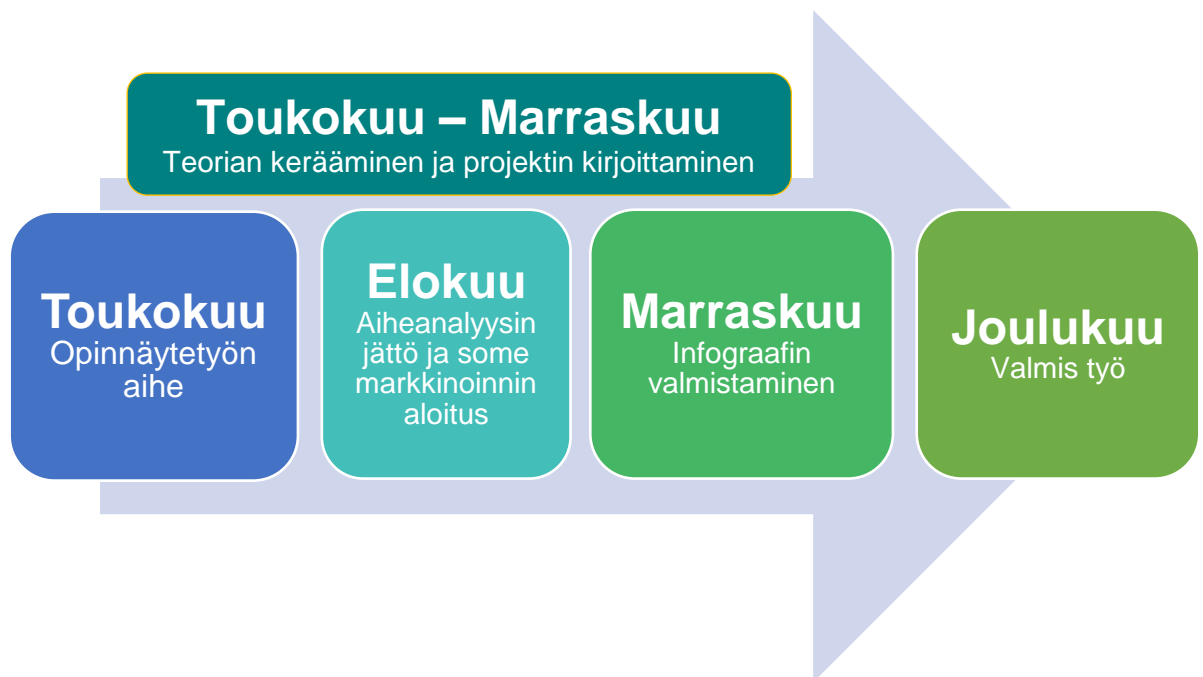 Toukokuu – Marraskuu
Teorian kerääminen ja projektin kirjoittaminen
Toukokuu
Opinnäytetyön
aihe
Elokuu
Aiheanalyysin
jättö ja some
markkinoinnin
aloitus
Marraskuu
Infograafin
valmistaminen
Joulukuu
Valmis työ